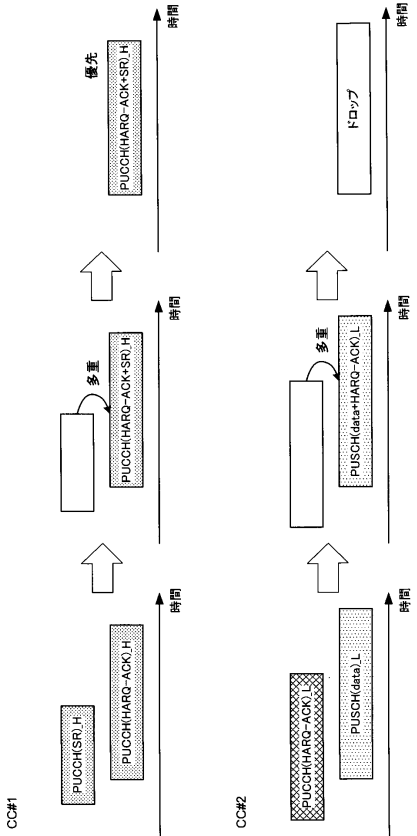 CC#1
PUCCH(SR)_H
PUCCH(HARQ-ACK)_H
時間
多重
PUCCH(HARQ-ACK+SR)_H
時間
優先
PUCCH(HARQ-ACK+SR)_H
時間
CC#2
PUCCH(HARQ-ACK)_L
PUSCH(data)_L
時間
多重
PUSCH(data+HARQ-ACK)_L
時間
ドロップ
時間